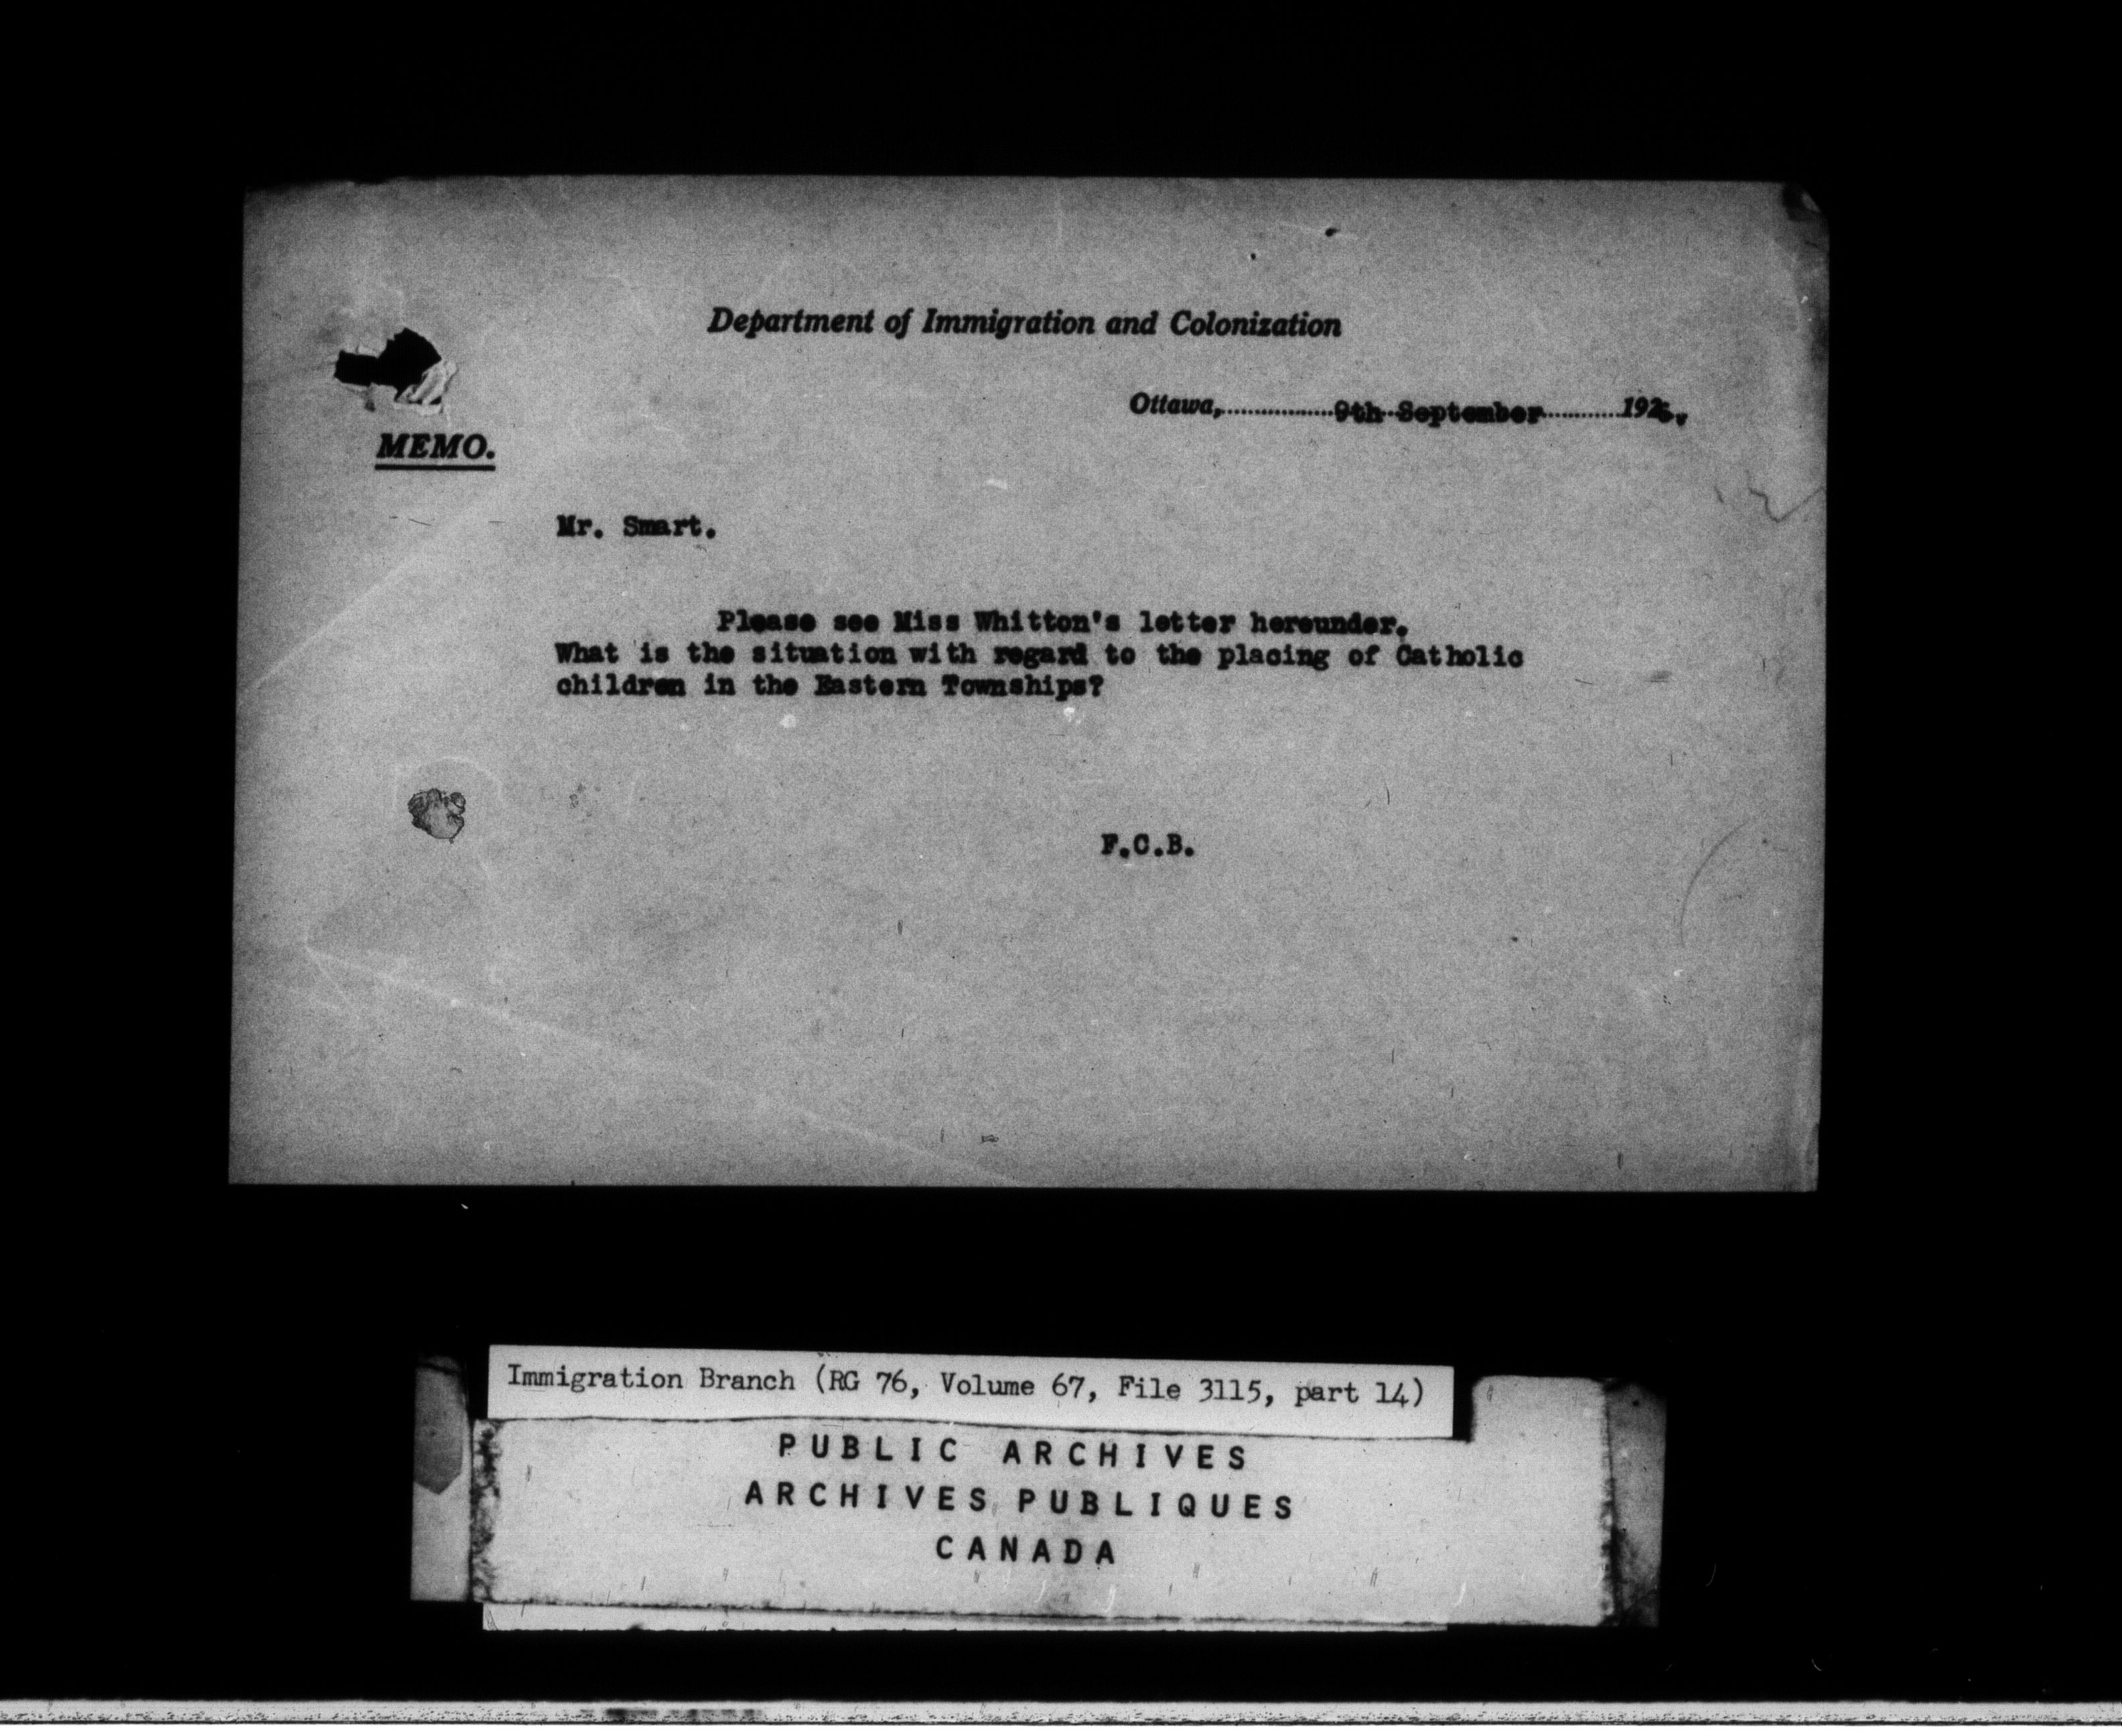 Department of Immigration and Colonization
Ottawa, 9th September 192
MEMO.
Mr. Smart.
Please see Miss Whitton's letter hereunder.
What is the situation with regard to the placing of Catholic
children in the Eastern Townships?
F.C.B.
Immigration Branch (RG 76, Volume 67, File 3115, part 14)
PUBLIC ARCHIVES
ARCHIVES PUBLIQUES
CANADA